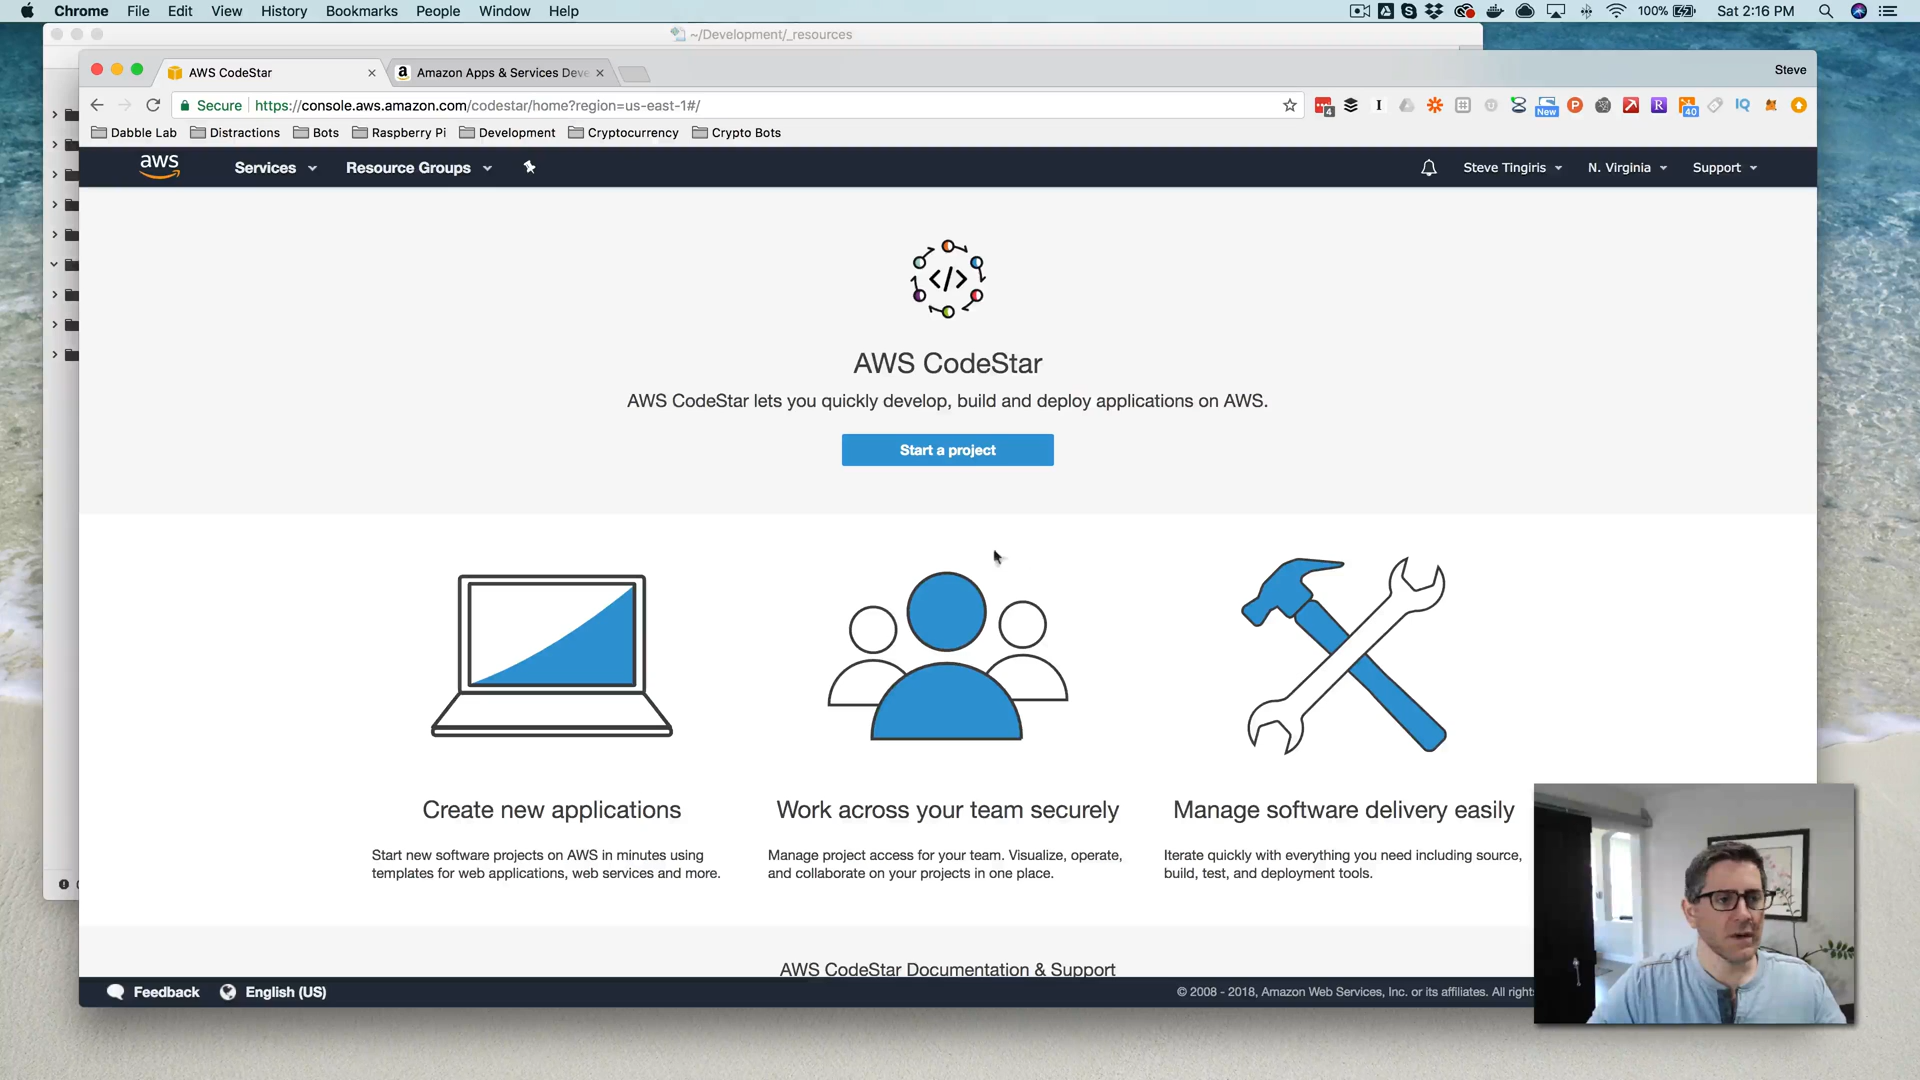 Chrome File Edit View History Bookmarks People Window Help
100% Sat 2:16 PM
~/Development/_resources
AWS CodeStar
Amazon Apps & Services Deve
Steve
Secure https://console.aws.amazon.com/codestar/home?region=us-east-1#/
4
New
40
IQ
Dabble Lab Distractions Bots Raspberry Pi Development Cryptocurrency Crypto Bots
aws Services Resource Groups
Steve Tingiris N. Virginia Support
</>
AWS CodeStar
AWS CodeStar lets you quickly develop, build and deploy applications on AWS.
Start a project
Create new applications
Start new software projects on AWS in minutes using
templates for web applications, web services and more.
Work across your team securely
Manage project access for your team. Visualize, operate,
and collaborate on your projects in one place.
Manage software delivery easily
Iterate quickly with everything you need including source,
build, test, and deployment tools.
AWS CodeStar Documentation & Support
Feedback English (US)
© 2008 - 2018, Amazon Web Services, Inc. or its affiliates. All right